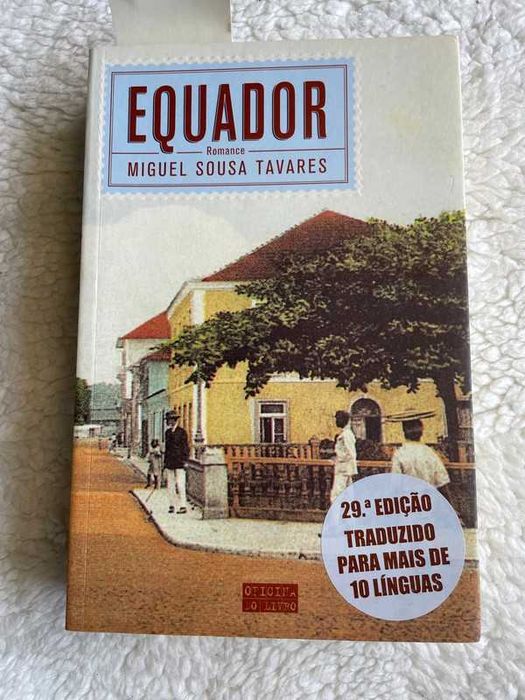 EQUADOR
Romance
MIGUEL SOUSA TAVARES
29.ª EDIÇÃO
TRADUZIDO
PARA MAIS DE
10 LÍNGUAS
OFICINA
DO LIVRO